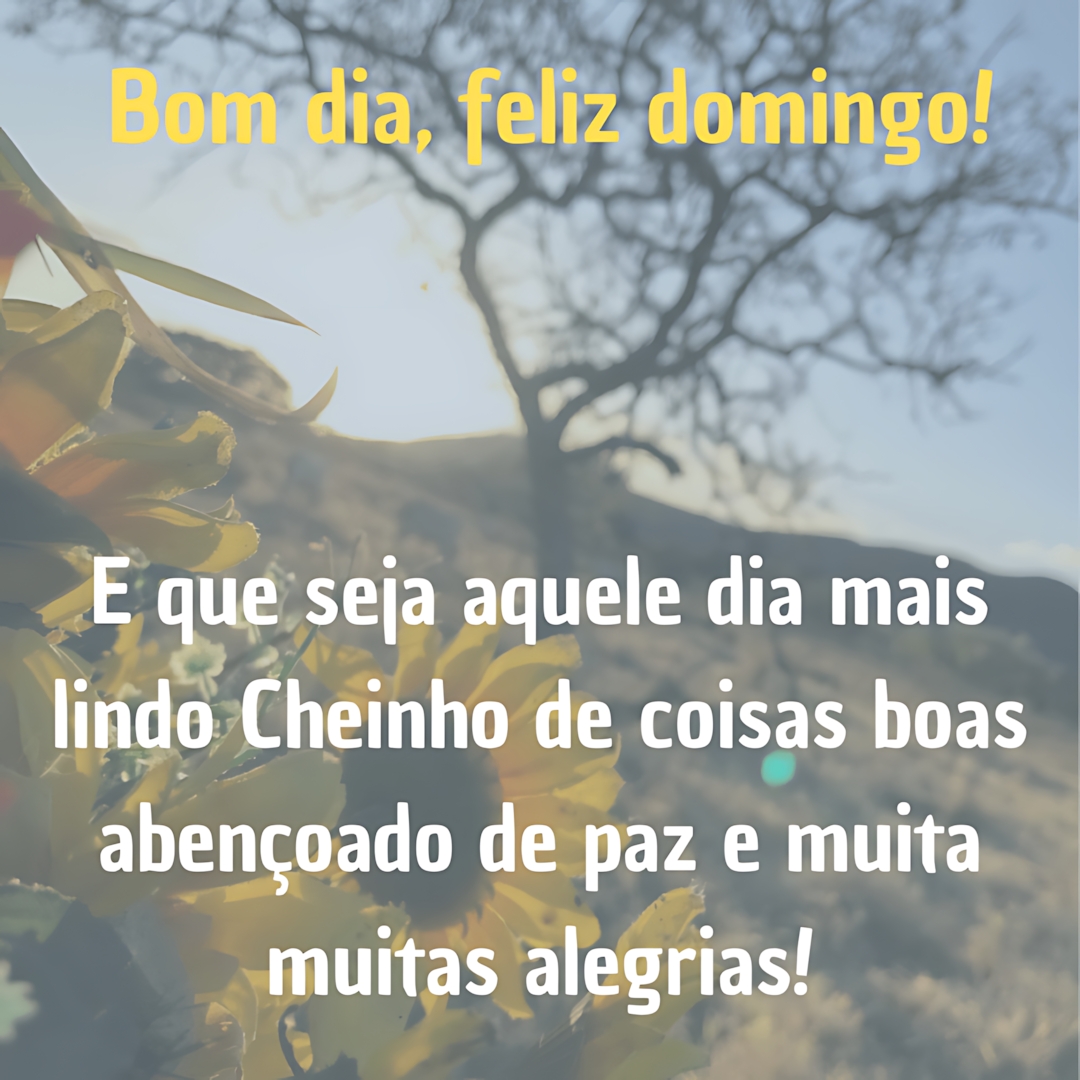 Bom dia, feliz domingo!
E que seja aquele dia mais
lindo Cheinho de coisas boas
abençoado de paz e muita
muitas alegrias!